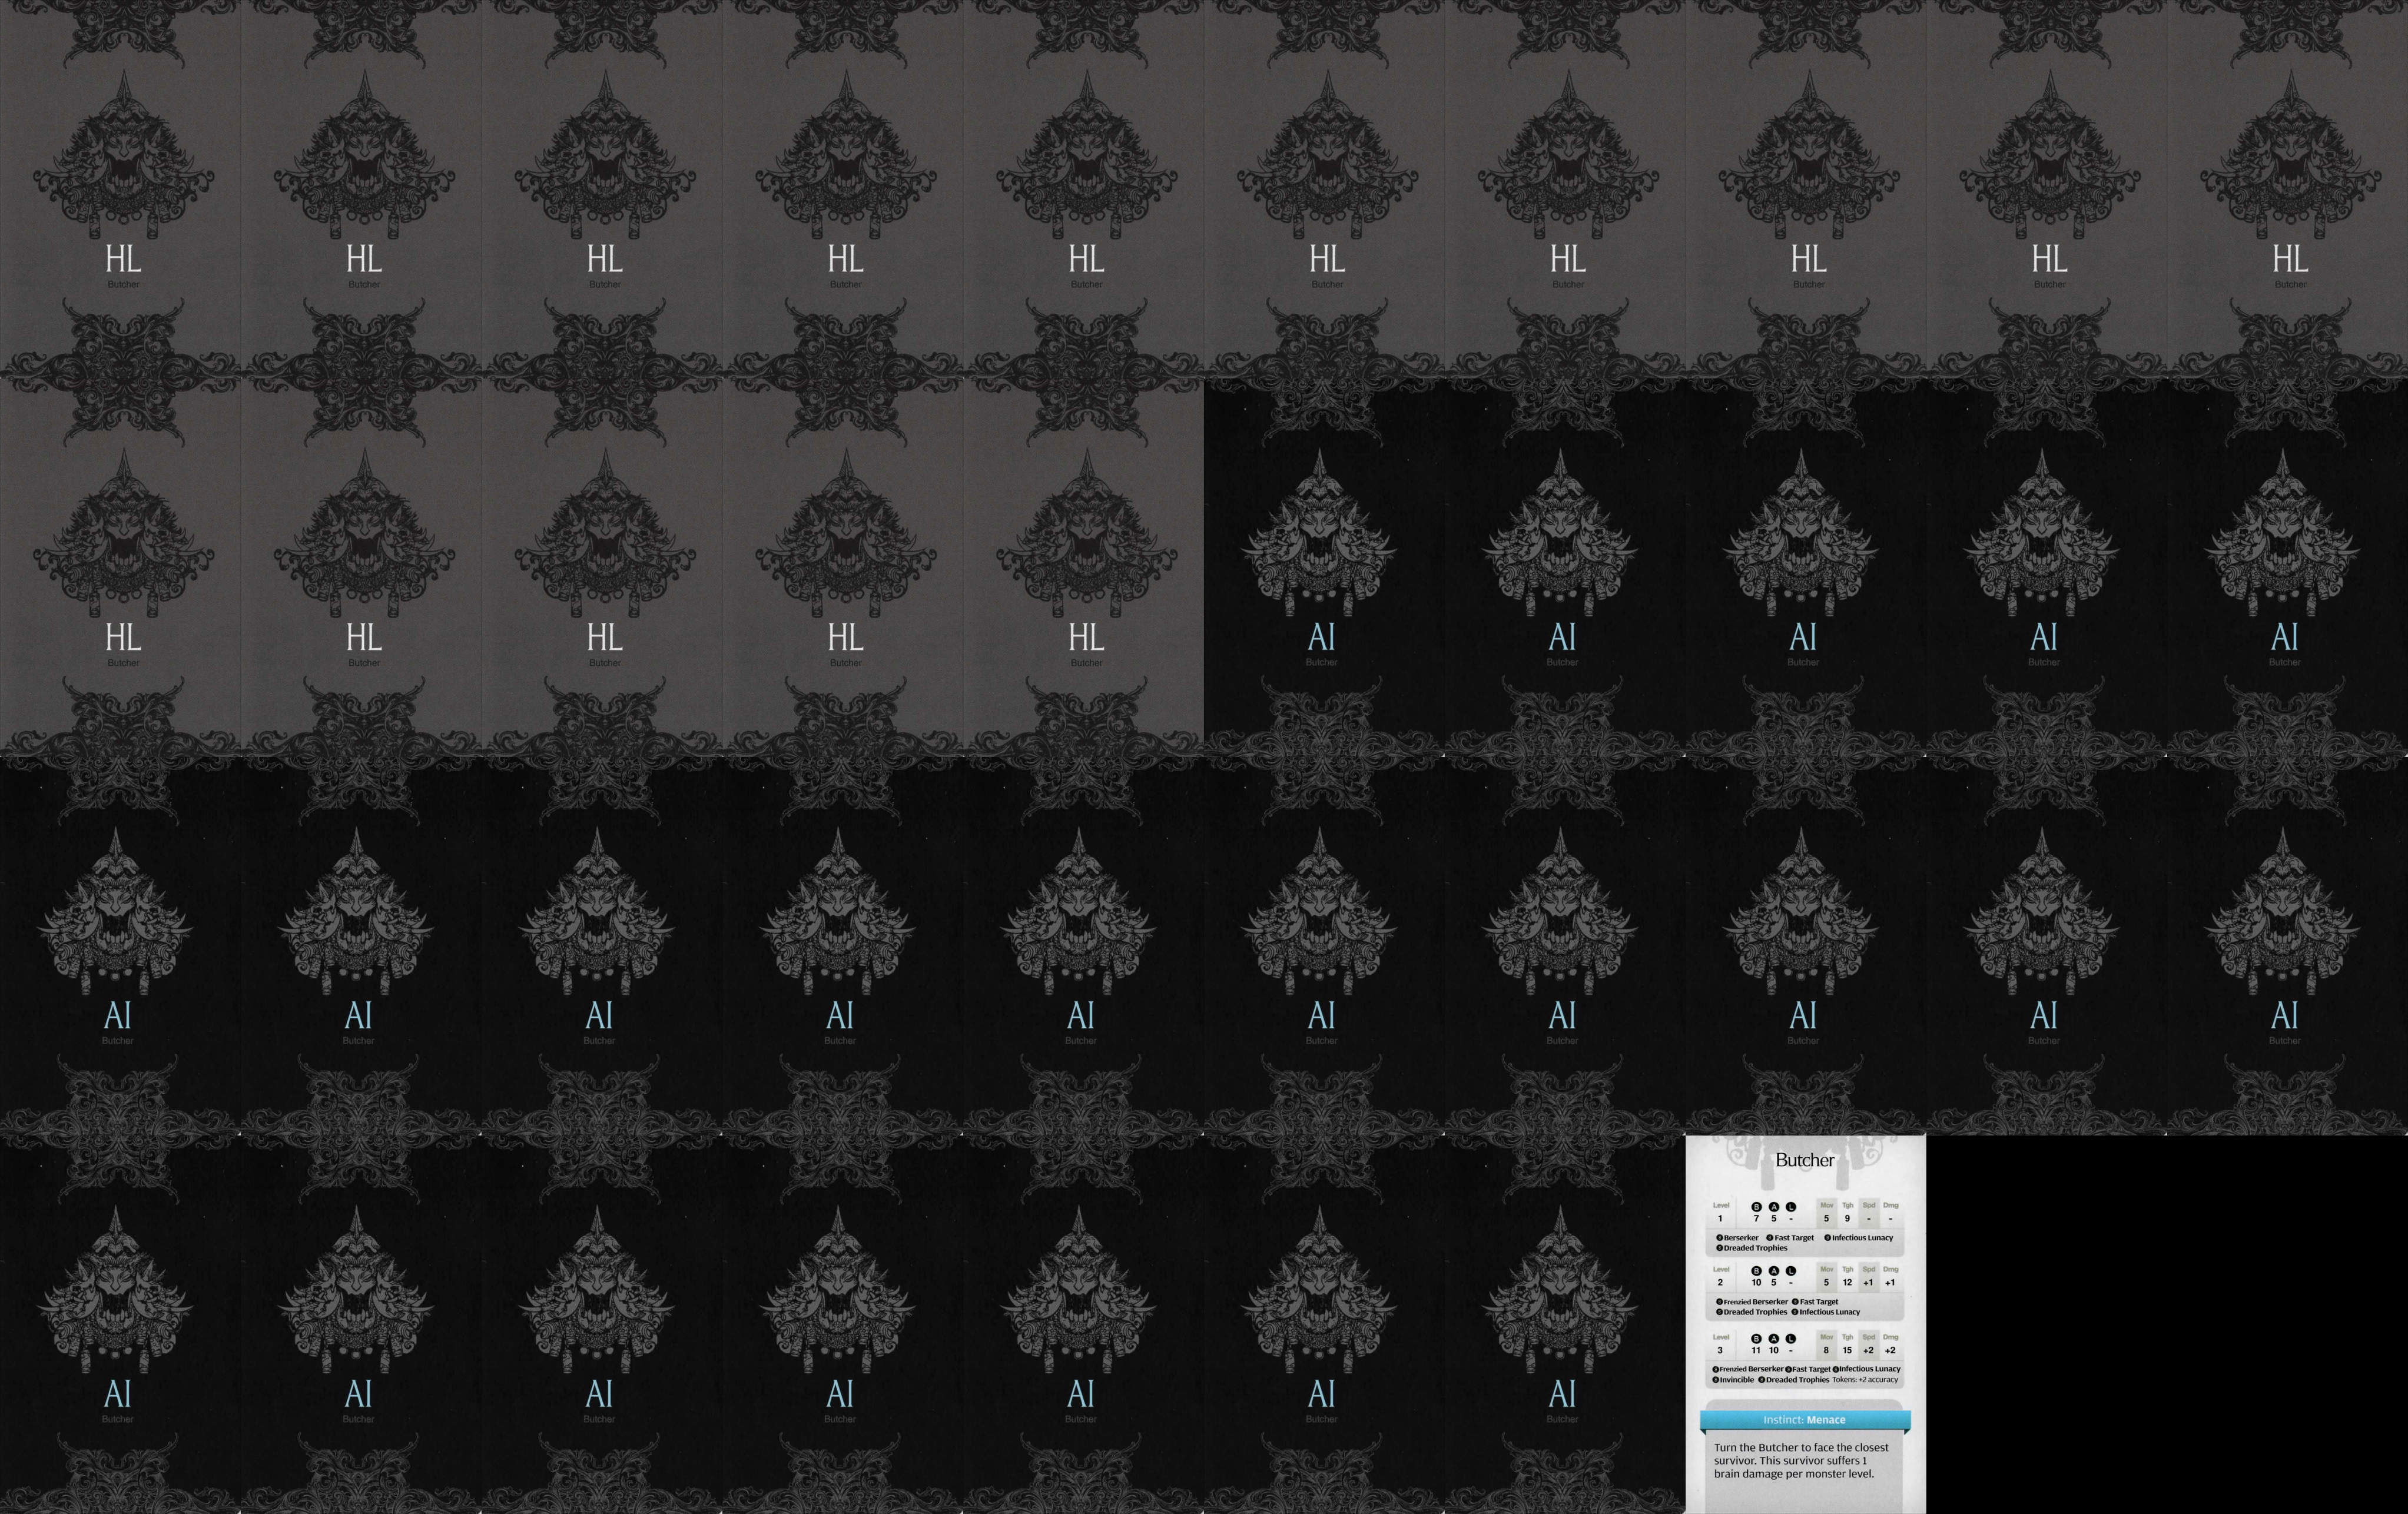 HL HL HL HL HL HL HL HL HL HL
Butcher Butcher Butcher Butcher Butcher Butcher Butcher Butcher Butcher Butcher
HL HL HL HL HL AI AI AI AI AI
Butcher Butcher Butcher Butcher Butcher Butcher Butcher Butcher Butcher Butcher
AI AI AI AI AI AI AI AI AI AI
Butcher Butcher Butcher Butcher Butcher Butcher Butcher Butcher Butcher Butcher
AI AI AI AI AI AI AI
Butcher Butcher Butcher Butcher Butcher Butcher Butcher
Butcher
Level B A L Mov Tgh Spd Dmg
1 7 5 - 5 9 - -
Berserker Fast Target Infectious Lunacy
Dreaded Trophies
Level B A L Mov Tgh Spd Dmg
2 10 5 - 5 12 +1 +1
Frenzied Berserker Fast Target
Dreaded Trophies Infectious Lunacy
Level B A L Mov Tgh Spd Dmg
3 11 10 - 8 15 +2 +2
Frenzied Berserker Fast Target Infectious Lunacy
Invincible Dreaded Trophies Tokens: +2 accuracy
Instinct: Menace
Turn the Butcher to face the closest
survivor. This survivor suffers 1
brain damage per monster level.